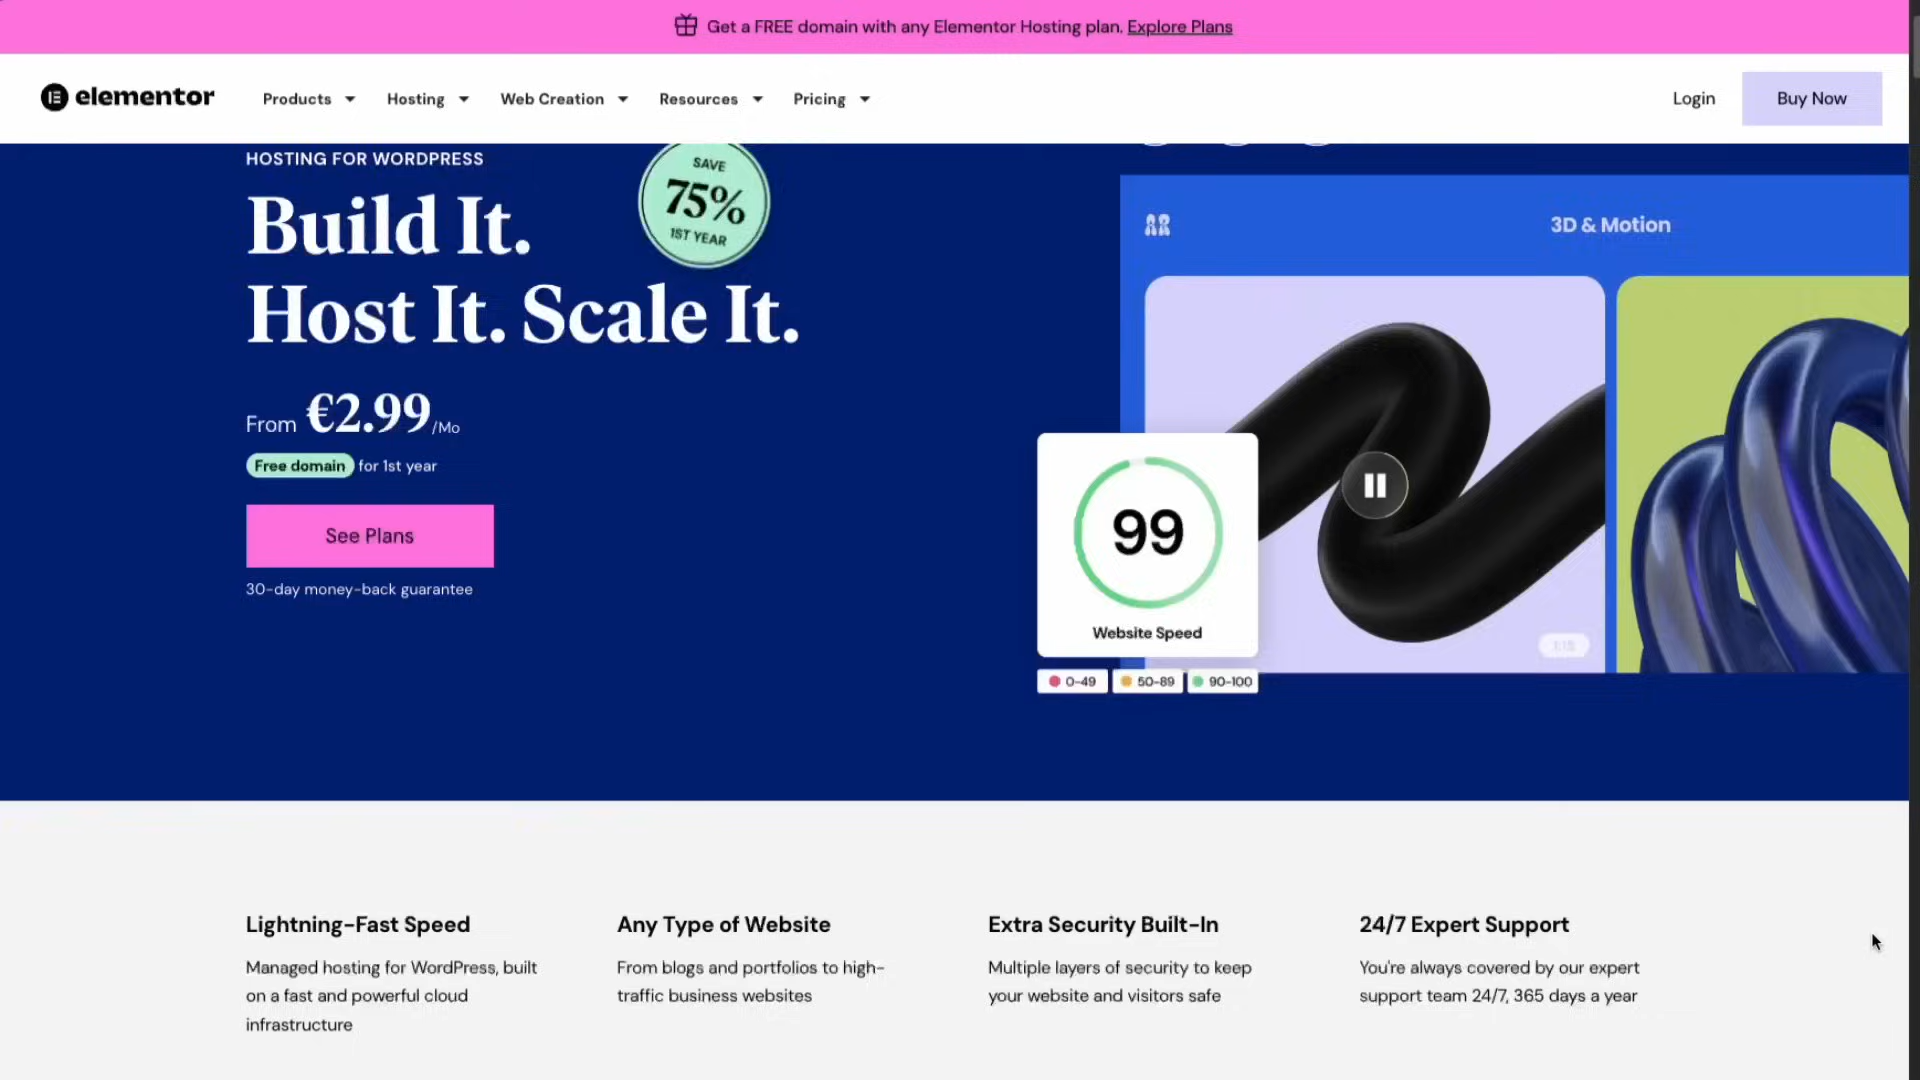 Get a FREE domain with any Elementor Hosting plan. Explore Plans
elementor
Products
Hosting
Web Creation
Resources
Pricing
Login
Buy Now
HOSTING FOR WORDPRESS
SAVE
75%
1ST YEAR
Build It.
Host It. Scale It.
From €2.99/Mo
Free domain for 1st year
See Plans
30-day money-back guarantee
3D & Motion
99
Website Speed
0-49
50-89
90-100
Lightning-Fast Speed
Managed hosting for WordPress, built
on a fast and powerful cloud
infrastructure
Any Type of Website
From blogs and portfolios to high-
traffic business websites
Extra Security Built-In
Multiple layers of security to keep
your website and visitors safe
24/7 Expert Support
You're always covered by our expert
support team 24/7, 365 days a year